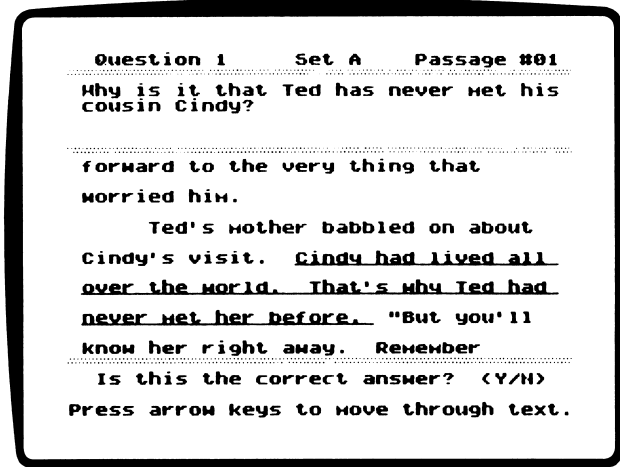 Question 1 Set A Passage #01
Why is it that Ted has never met his
cousin Cindy?
forward to the very thing that
worried him.
Ted's mother babbled on about
Cindy's visit. Cindy had lived all
over the world. That's why Ted had
never met her before. "But you'll
know her right away. Remember
Is this the correct answer? (Y/N)
Press arrow keys to move through text.